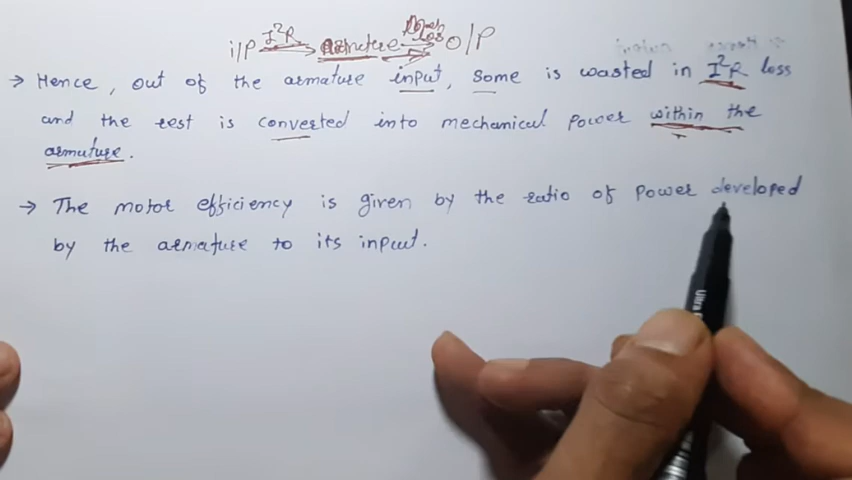 i/P I²R armature loss O/P
→ Hence, out of the armature input, some is wasted in I²R loss
and the rest is converted into mechanical power within the
armature.
→ The motor efficiency is given by the ratio of power developed
by the armature to its input.